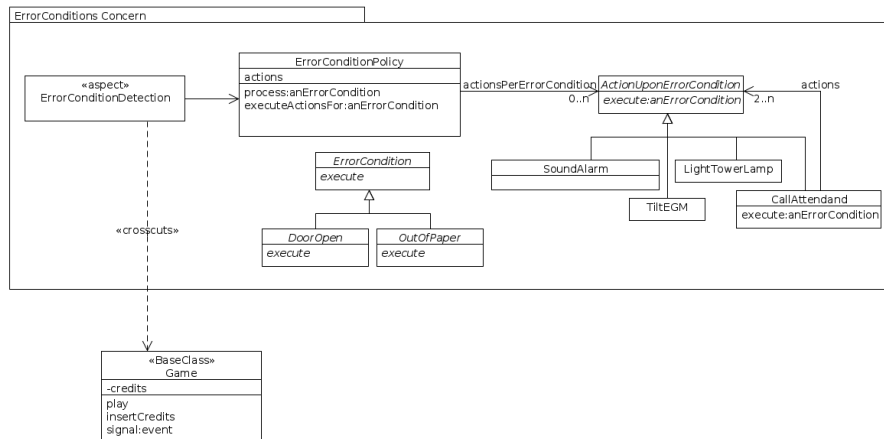 ErrorConditions Concern
«aspect»
ErrorConditionDetection
ErrorConditionPolicy
actions
process:anErrorCondition
executeActionsFor:anErrorCondition
actionsPerErrorCondition
0..n
ActionUponErrorCondition
execute:anErrorCondition
actions
2..n
ErrorCondition
execute
SoundAlarm
LightTowerLamp
TiltEGM
CallAttendand
execute:anErrorCondition
DoorOpen
execute
OutOfPaper
execute
«crosscuts»
«BaseClass»
Game
-credits
play
insertCredits
signal:event